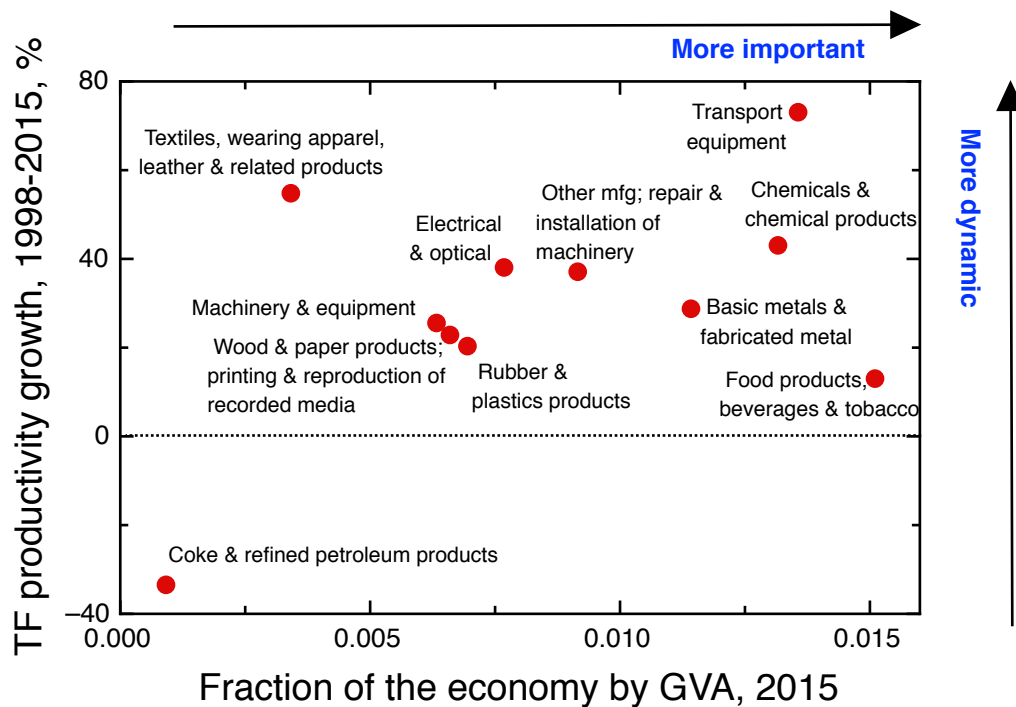 More important
TF productivity growth, 1998-2015, %
80
40
0
–40
Textiles, wearing apparel,
leather & related products
Transport
equipment
Other mfg; repair &
installation of
machinery
Chemicals &
chemical products
Electrical
& optical
Machinery & equipment
Basic metals &
fabricated metal
Wood & paper products;
printing & reproduction of
recorded media
Rubber &
plastics products
Food products,
beverages & tobacco
Coke & refined petroleum products
More dynamic
0.000
0.005
0.010
0.015
Fraction of the economy by GVA, 2015